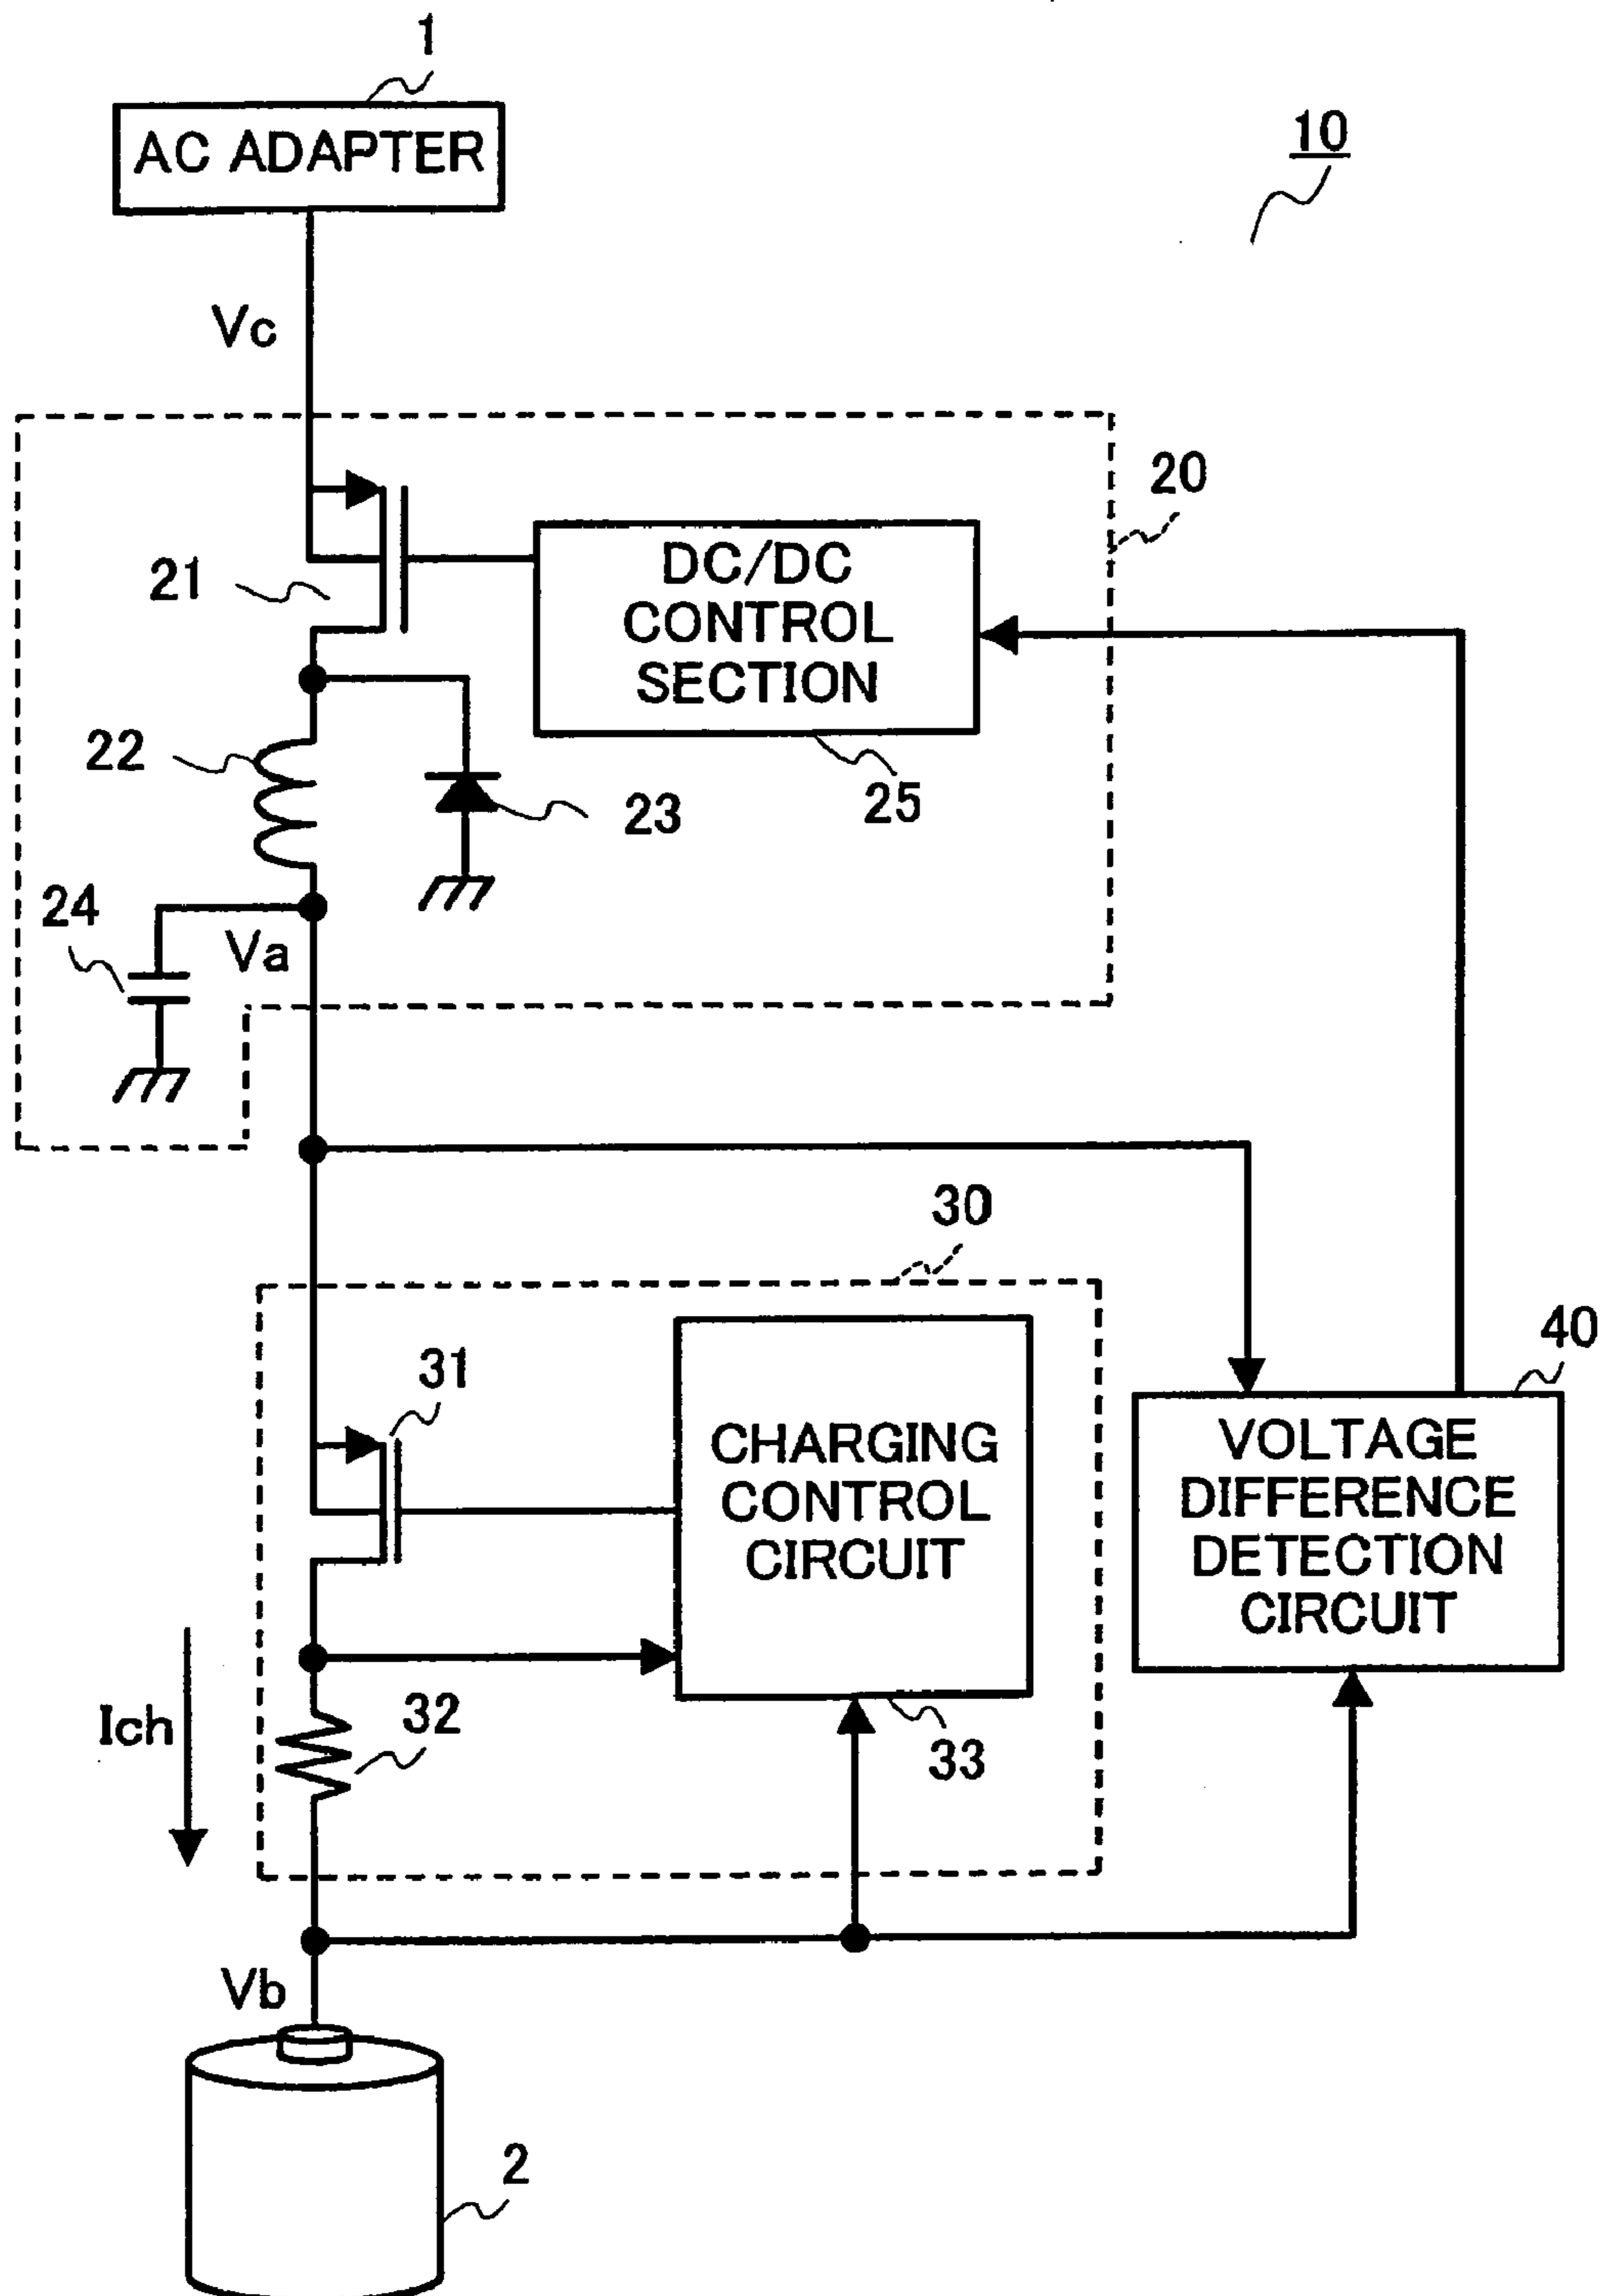 1
AC ADAPTER
10
Vc
20
21
DC/DC
CONTROL
SECTION
22
23
25
24
Va
30
40
31
CHARGING
CONTROL
CIRCUIT
VOLTAGE
DIFFERENCE
DETECTION
CIRCUIT
Ich
32
33
Vb
2